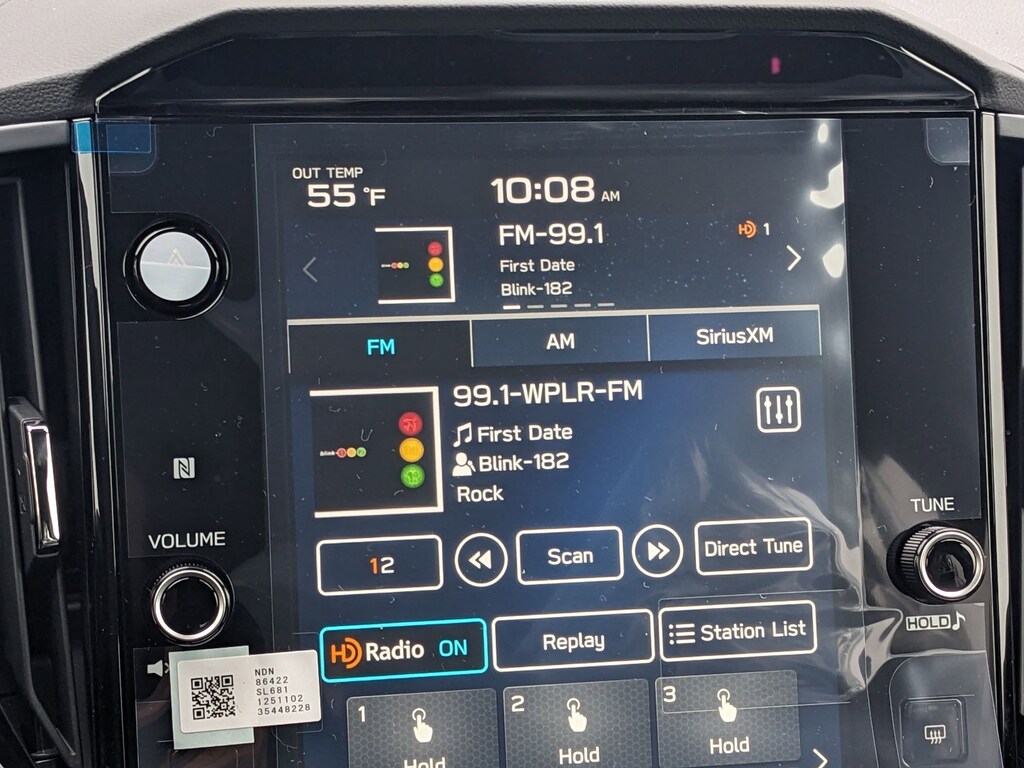 OUT TEMP
55 °F
10:08 AM
FM-99.1
HD 1
First Date
Blink-182
FM
AM
SiriusXM
99.1-WPLR-FM
First Date
Blink-182
Rock
N
TUNE
VOLUME
12
Scan
Direct Tune
HOLD
HD Radio ON
Replay
Station List
NDN
86422
SL681
1251102
35448228
1
2
3
Hold
Hold
Hold